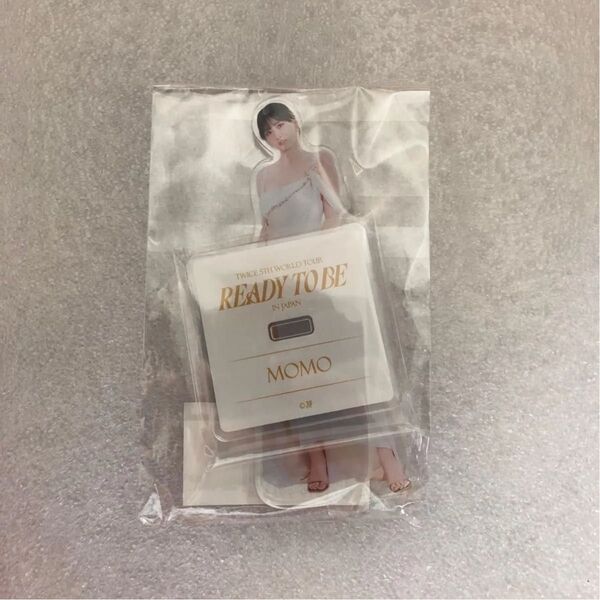 TWICE 5TH WORLD TOUR
READY TO BE
IN JAPAN
MOMO